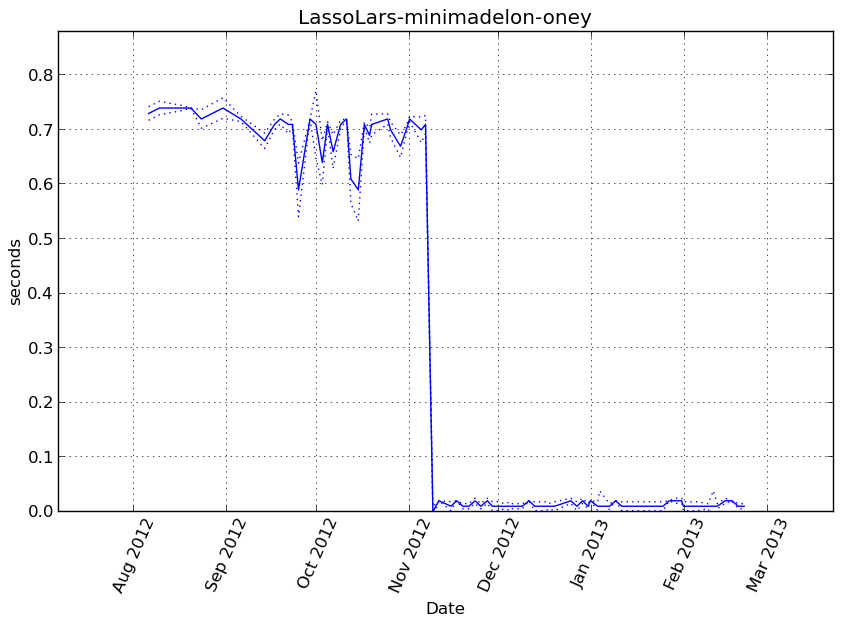 LassoLars-minimadelon-oney
0.8
0.7
0.6
0.5
0.4
0.3
0.2
0.1
0.0
seconds
Aug 2012
Sep 2012
Oct 2012
Nov 2012
Dec 2012
Jan 2013
Feb 2013
Mar 2013
Date